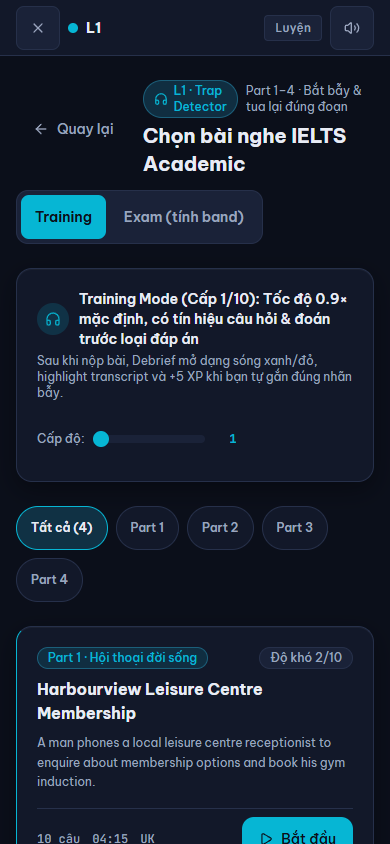 L1
Luyện
Quay lại
L1 · Trap
Detector
Part 1–4 · Bắt bẫy &
tua lại đúng đoạn
Chọn bài nghe IELTS
Academic
Training
Exam (tính band)
Training Mode (Cấp 1/10): Tốc độ 0.9×
mặc định, có tín hiệu câu hỏi & đoán
trước loại đáp án
Sau khi nộp bài, Debrief mở dạng sóng xanh/đỏ,
highlight transcript và +5 XP khi bạn tự gắn đúng nhãn
bẫy.
Cấp độ:
1
Tất cả (4)
Part 1
Part 2
Part 3
Part 4
Part 1 · Hội thoại đời sống
Độ khó 2/10
Harbourview Leisure Centre
Membership
A man phones a local leisure centre receptionist to
enquire about membership options and book his gym
induction.
10 câu
04:15
UK
Bắt đầu